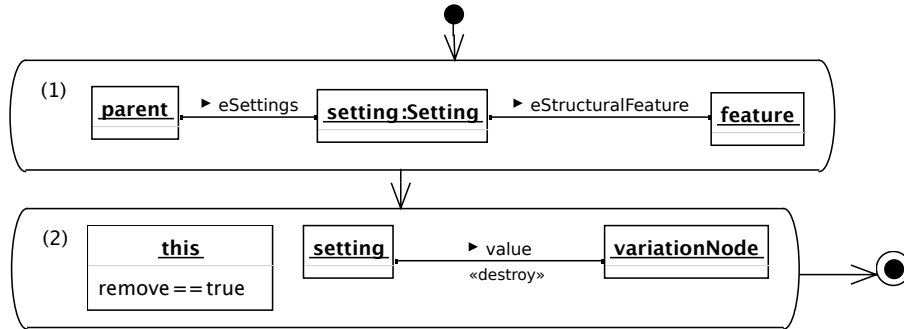 (1)
parent
► eSettings
setting:Setting
► eStructuralFeature
feature
(2)
this
remove==true
setting
► value
«destroy»
variationNode